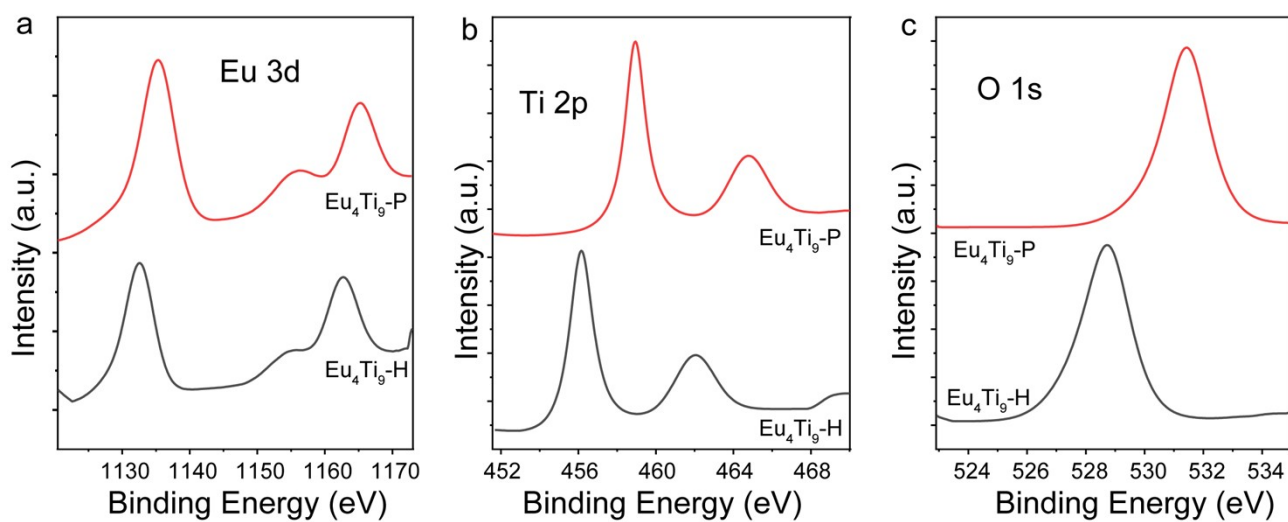 a
Eu 3d
Eu₄Ti₉-P
Eu₄Ti₉-H
Intensity (a.u.)
1130 1140 1150 1160 1170
Binding Energy (eV)
b
Ti 2p
Eu₄Ti₉-P
Eu₄Ti₉-H
Intensity (a.u.)
452 456 460 464 468
Binding Energy (eV)
c
O 1s
Eu₄Ti₉-P
Eu₄Ti₉-H
Intensity (a.u.)
524 526 528 530 532 534
Binding Energy (eV)